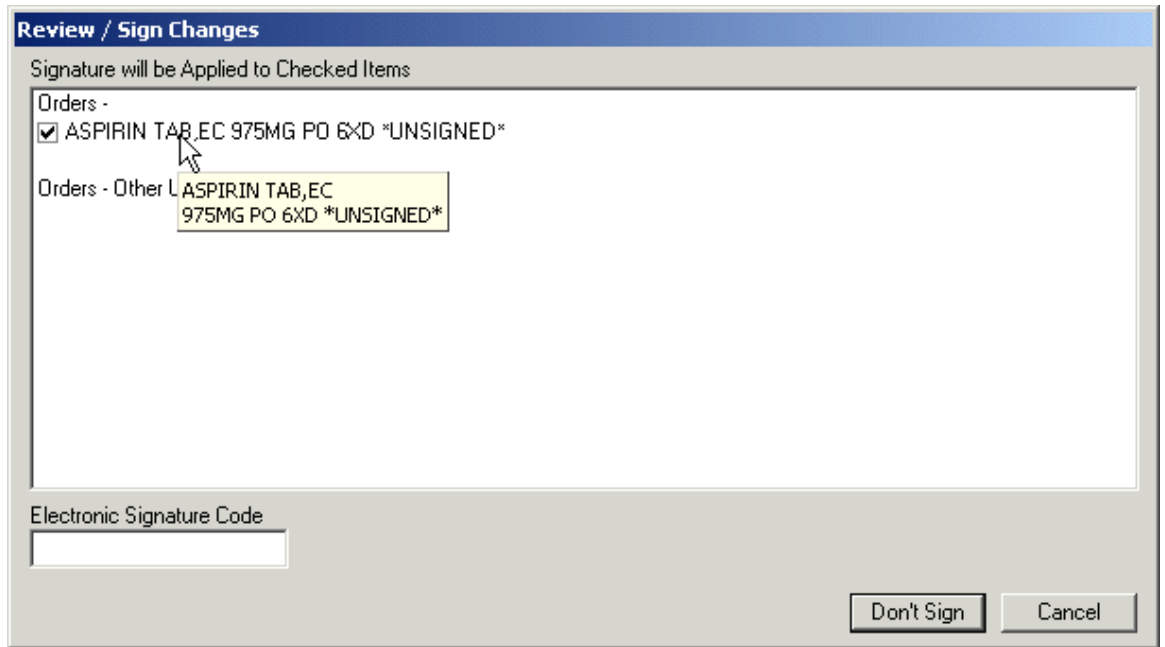 Review / Sign Changes
Signature will be Applied to Checked Items
Orders -
ASPIRIN TAB,EC 975MG PO 6XD *UNSIGNED*
Orders - Other
ASPIRIN TAB,EC
975MG PO 6XD *UNSIGNED*
Electronic Signature Code
Don't Sign
Cancel